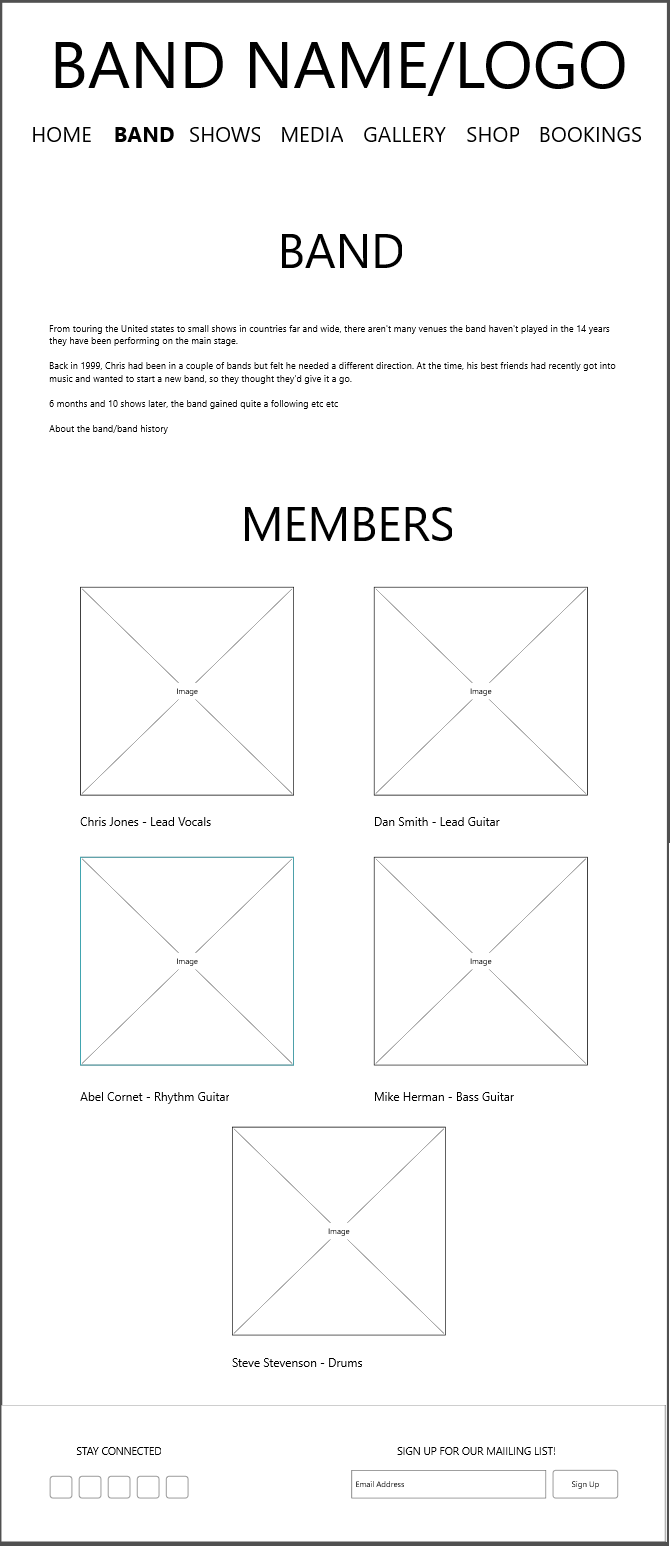 BAND NAME/LOGO
HOME BAND SHOWS MEDIA GALLERY SHOP BOOKINGS
BAND
From touring the United states to small shows in countries far and wide, there aren't many venues the band haven't played in the 14 years
they have been performing on the main stage.
Back in 1999, Chris had been in a couple of bands but felt he needed a different direction. At the time, his best friends had recently got into
music and wanted to start a new band, so they thought they'd give it a go.
6 months and 10 shows later, the band gained quite a following etc etc
About the band/band history
MEMBERS
Image
Image
Chris Jones - Lead Vocals
Dan Smith - Lead Guitar
Image
Image
Abel Cornet - Rhythm Guitar
Mike Herman - Bass Guitar
Image
Steve Stevenson - Drums
STAY CONNECTED
SIGN UP FOR OUR MAIILING LIST!
Email Address
Sign Up